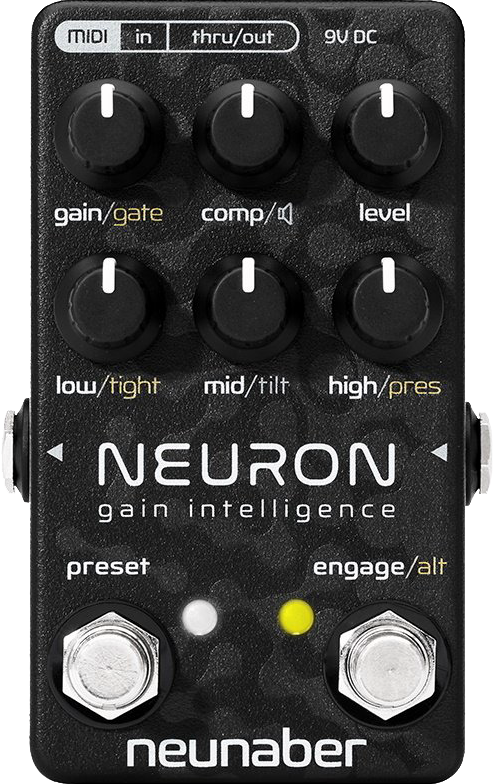 MIDI in thru/out 9V DC
gain/gate comp/ level
low/tight mid/tilt high/pres
NEURON
gain intelligence
preset engage/alt
neunaber